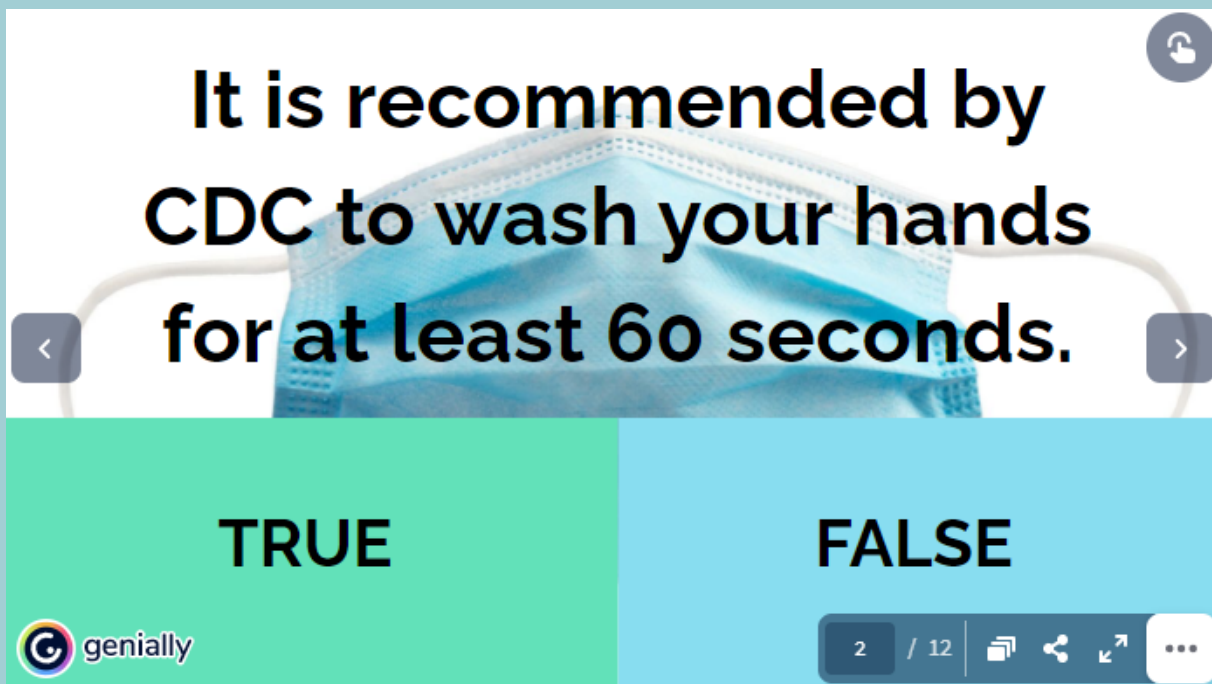 It is recommended by
CDC to wash your hands
for at least 60 seconds.
TRUE
FALSE
genially
2 / 12